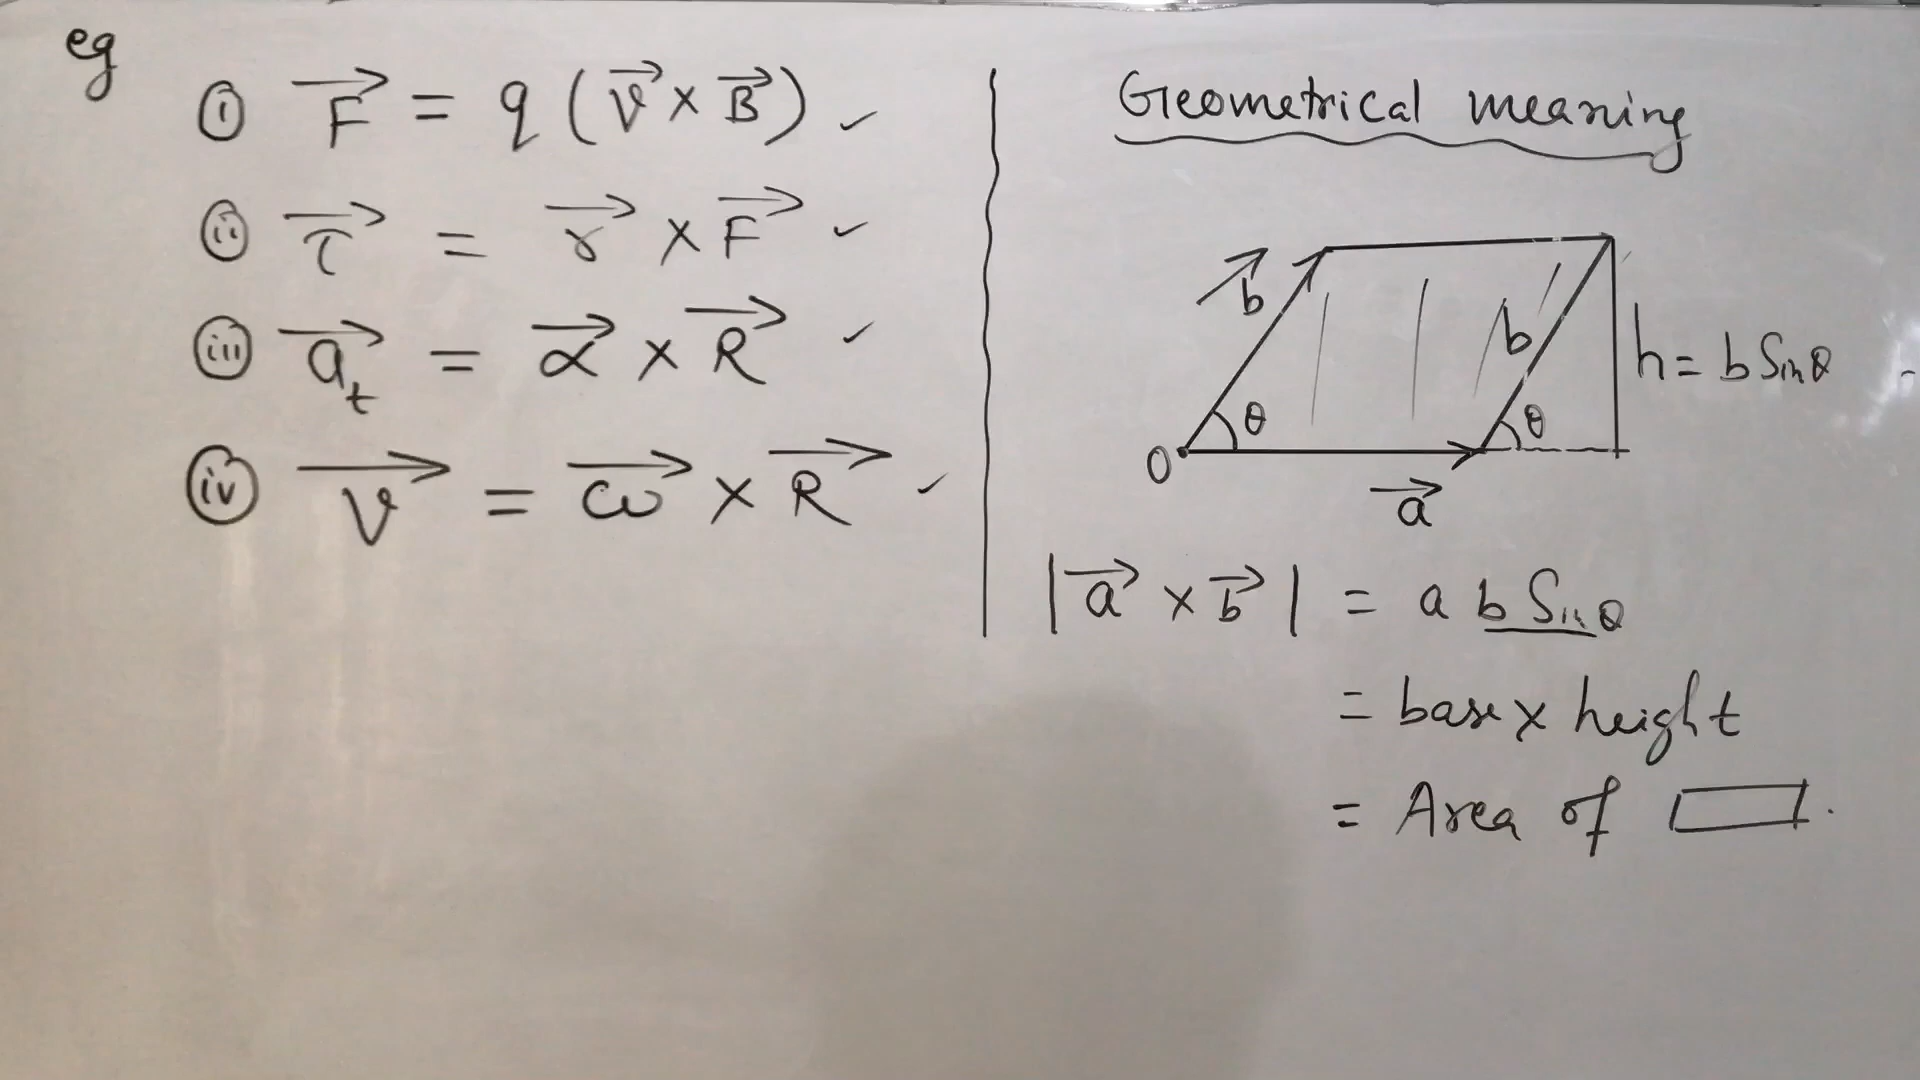 eg
(i) F⃗ = q (v⃗ × B⃗) ✓
(ii) τ⃗ = r⃗ × F⃗ ✓
(iii) a⃗ₜ = α⃗ × R⃗ ✓
(iv) v⃗ = ω⃗ × R⃗ ✓
Geometrical meaning
b⃗
b
h = b Sinθ
θ
θ
O
a⃗
|a⃗ × b⃗| = a b Sinθ
= base × height
= Area of ▭.